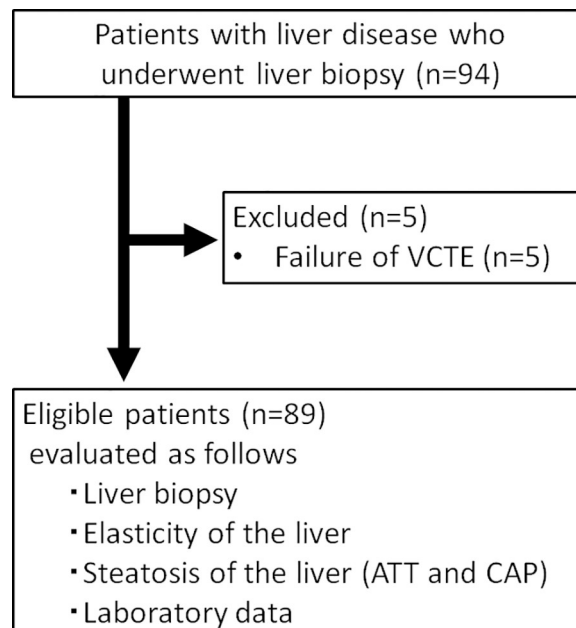 Patients with liver disease who
underwent liver biopsy (n=94)
Excluded (n=5)
• Failure of VCTE (n=5)
Eligible patients (n=89)
evaluated as follows
・Liver biopsy
・Elasticity of the liver
・Steatosis of the liver (ATT and CAP)
・Laboratory data